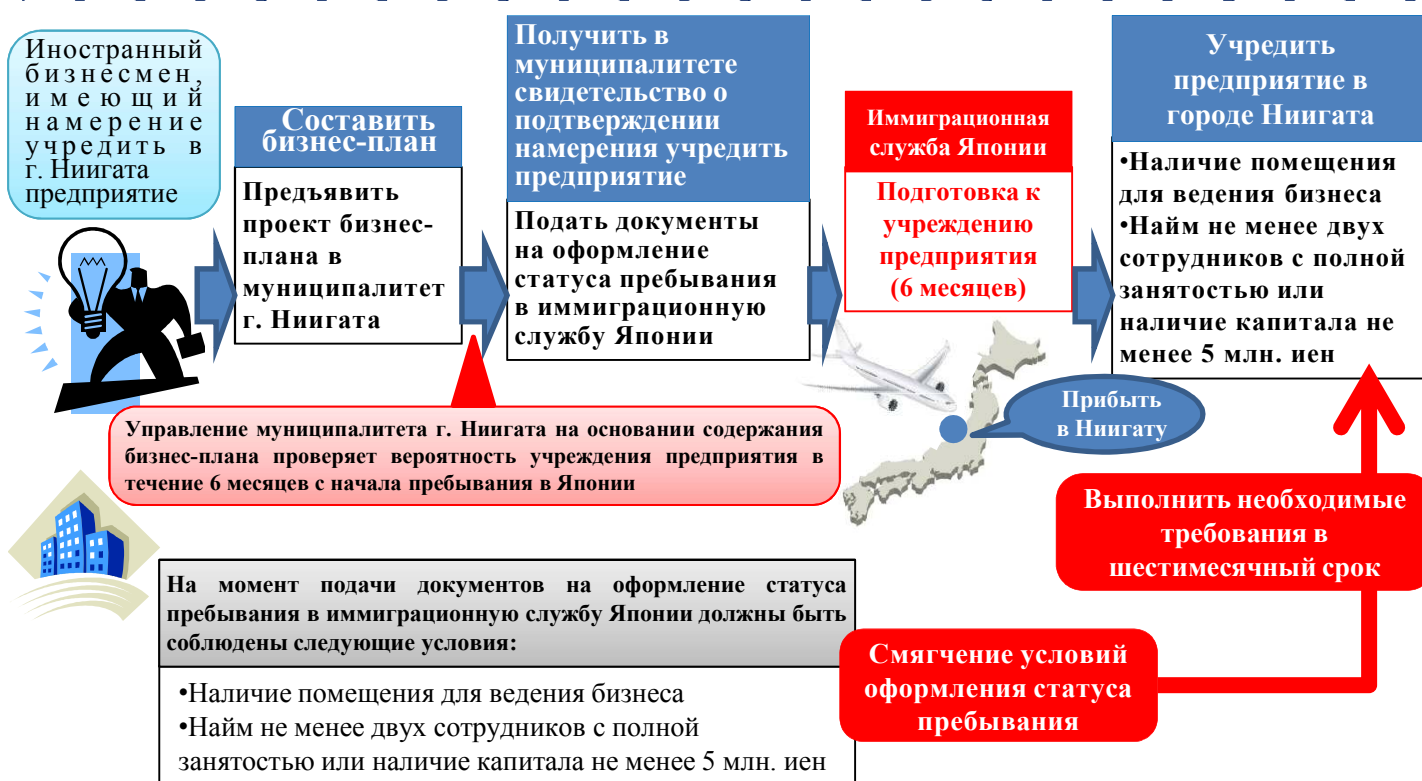 Иностранный
бизнесмен,
имеющий
намерение
учредить в
г. Ниигата
предприятие
Составить
бизнес-план
Предъявить
проект бизнес-
плана в
муниципалитет
г. Ниигата
Получить в
муниципалитете
свидетельство о
подтверждении
намерения учредить
предприятие
Подать документы
на оформление
статуса пребывания
в иммиграционную
службу Японии
Иммиграционная
служба Японии
Подготовка к
учреждению
предприятия
(6 месяцев)
Учредить
предприятие в
городе Ниигата
•Наличие помещения
для ведения бизнеса
•Найм не менее двух
сотрудников с полной
занятостью или
наличие капитала не
менее 5 млн. иен
Прибыть
в Ниигату
Управление муниципалитета г. Ниигата на основании содержания
бизнес-плана проверяет вероятность учреждения предприятия в
течение 6 месяцев с начала пребывания в Японии
Выполнить необходимые
требования в
шестимесячный срок
На момент подачи документов на оформление статуса
пребывания в иммиграционную службу Японии должны быть
соблюдены следующие условия:
•Наличие помещения для ведения бизнеса
•Найм не менее двух сотрудников с полной
занятостью или наличие капитала не менее 5 млн. иен
Смягчение условий
оформления статуса
пребывания